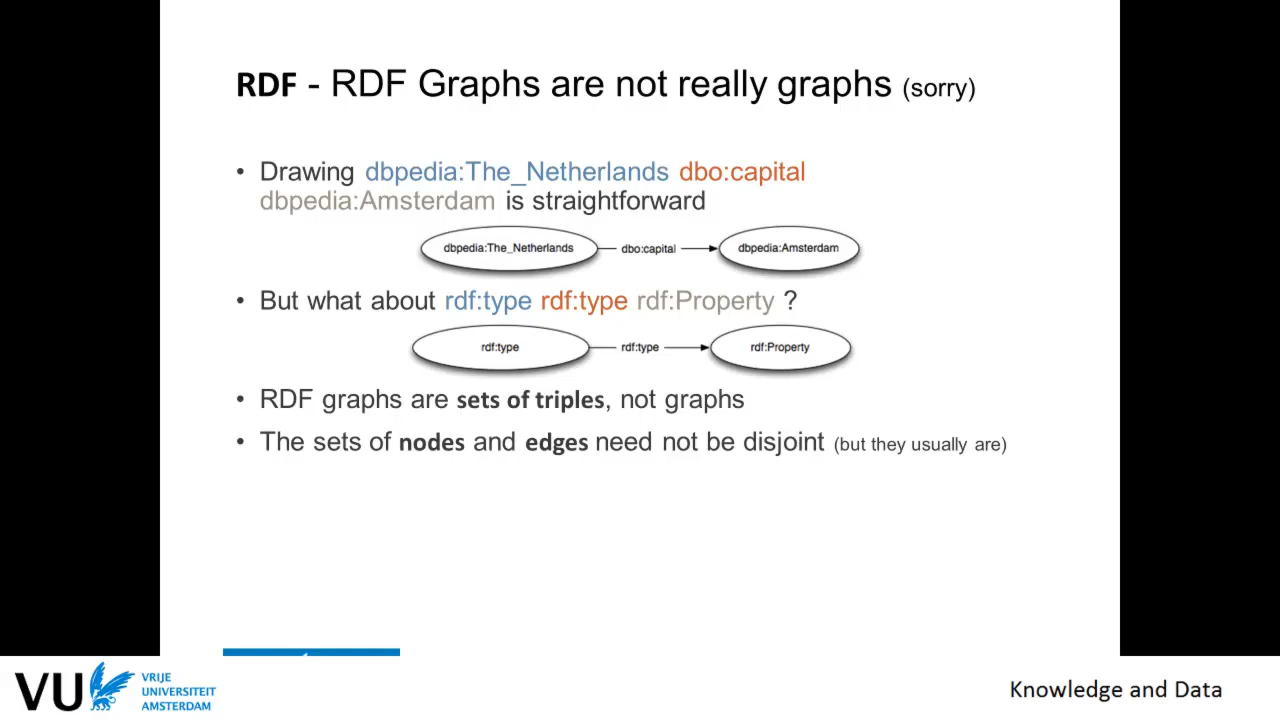 RDF - RDF Graphs are not really graphs (sorry)
• Drawing dbpedia:The_Netherlands dbo:capital
dbpedia:Amsterdam is straightforward
dbpedia:The_Netherlands dbo:capital dbpedia:Amsterdam
• But what about rdf:type rdf:type rdf:Property ?
rdf:type rdf:type rdf:Property
• RDF graphs are sets of triples, not graphs
• The sets of nodes and edges need not be disjoint (but they usually are)
VU VRIJE
UNIVERSITEIT
AMSTERDAM
Knowledge and Data